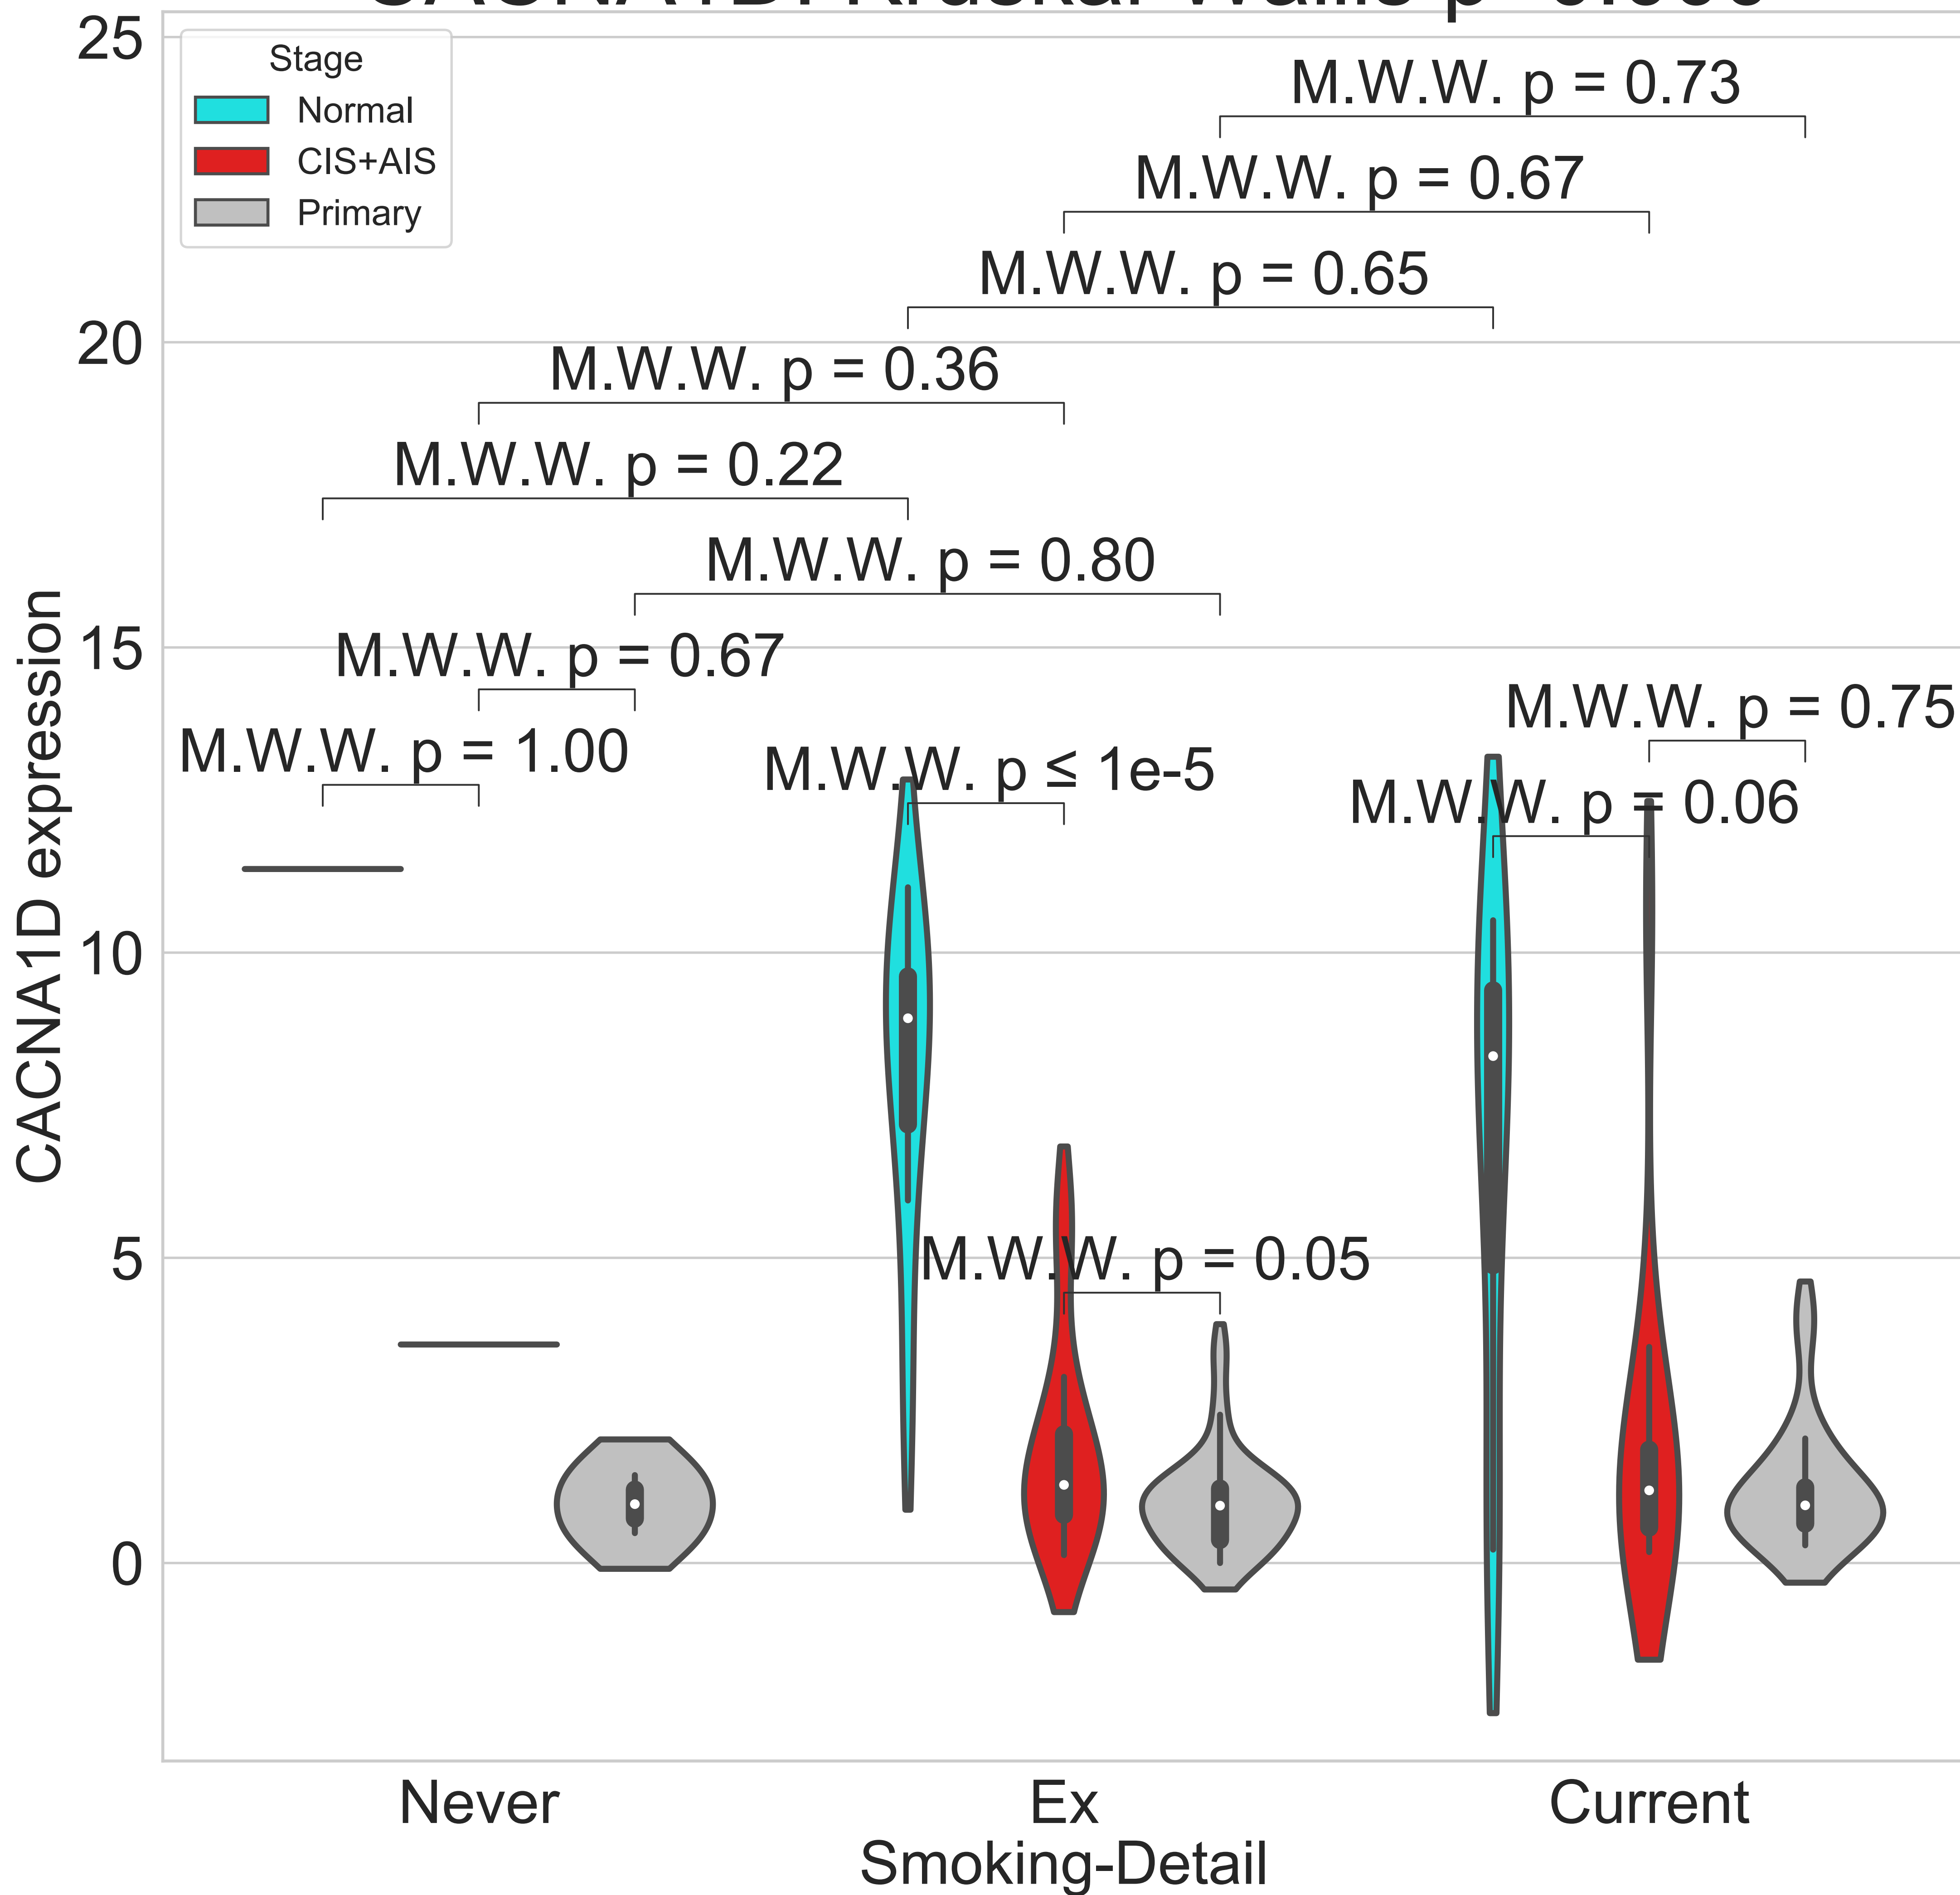 25
Stage
Normal
CIS+AIS
Primary
M.W.W. p = 0.73
M.W.W. p = 0.67
M.W.W. p = 0.65
20
M.W.W. p = 0.36
M.W.W. p = 0.22
M.W.W. p = 0.80
15
M.W.W. p = 0.67
M.W.W. p = 0.75
M.W.W. p = 1.00
M.W.W. p ≤ 1e-5
M.W.W. p = 0.06
10
CACNA1D expression
5
M.W.W. p = 0.05
0
Never
Ex
Current
Smoking-Detail